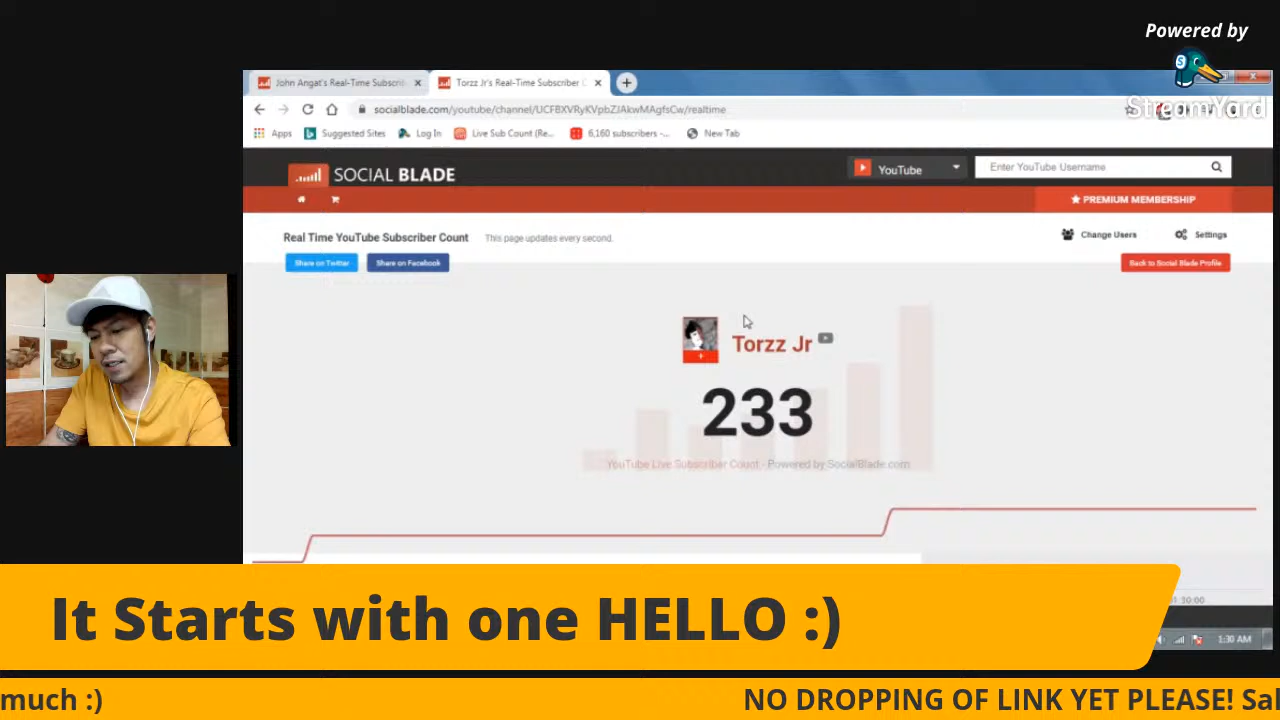 Powered by
StreamYard
John Angat's Real-Time Subscrib
Torzz Jr's Real-Time Subscriber C
socialblade.com/youtube/channel/UCF8XVRyKVpbZJAkwMAgfsCw/realtime
Apps
Suggested Sites
Log In
Live Sub Count (Re...
6,160 subscribers -...
New Tab
SOCIAL BLADE
YouTube
Enter YouTube Username
PREMIUM MEMBERSHIP
Real Time YouTube Subscriber Count
This page updates every second.
Change Users
Settings
Share on Twitter
Share on Facebook
Back to Social Blade Profile
Torzz Jr
233
YouTube Live Subscriber Count - Powered by SocialBlade.com
It Starts with one HELLO :)
1:30 AM
much :)
NO DROPPING OF LINK YET PLEASE! Sal